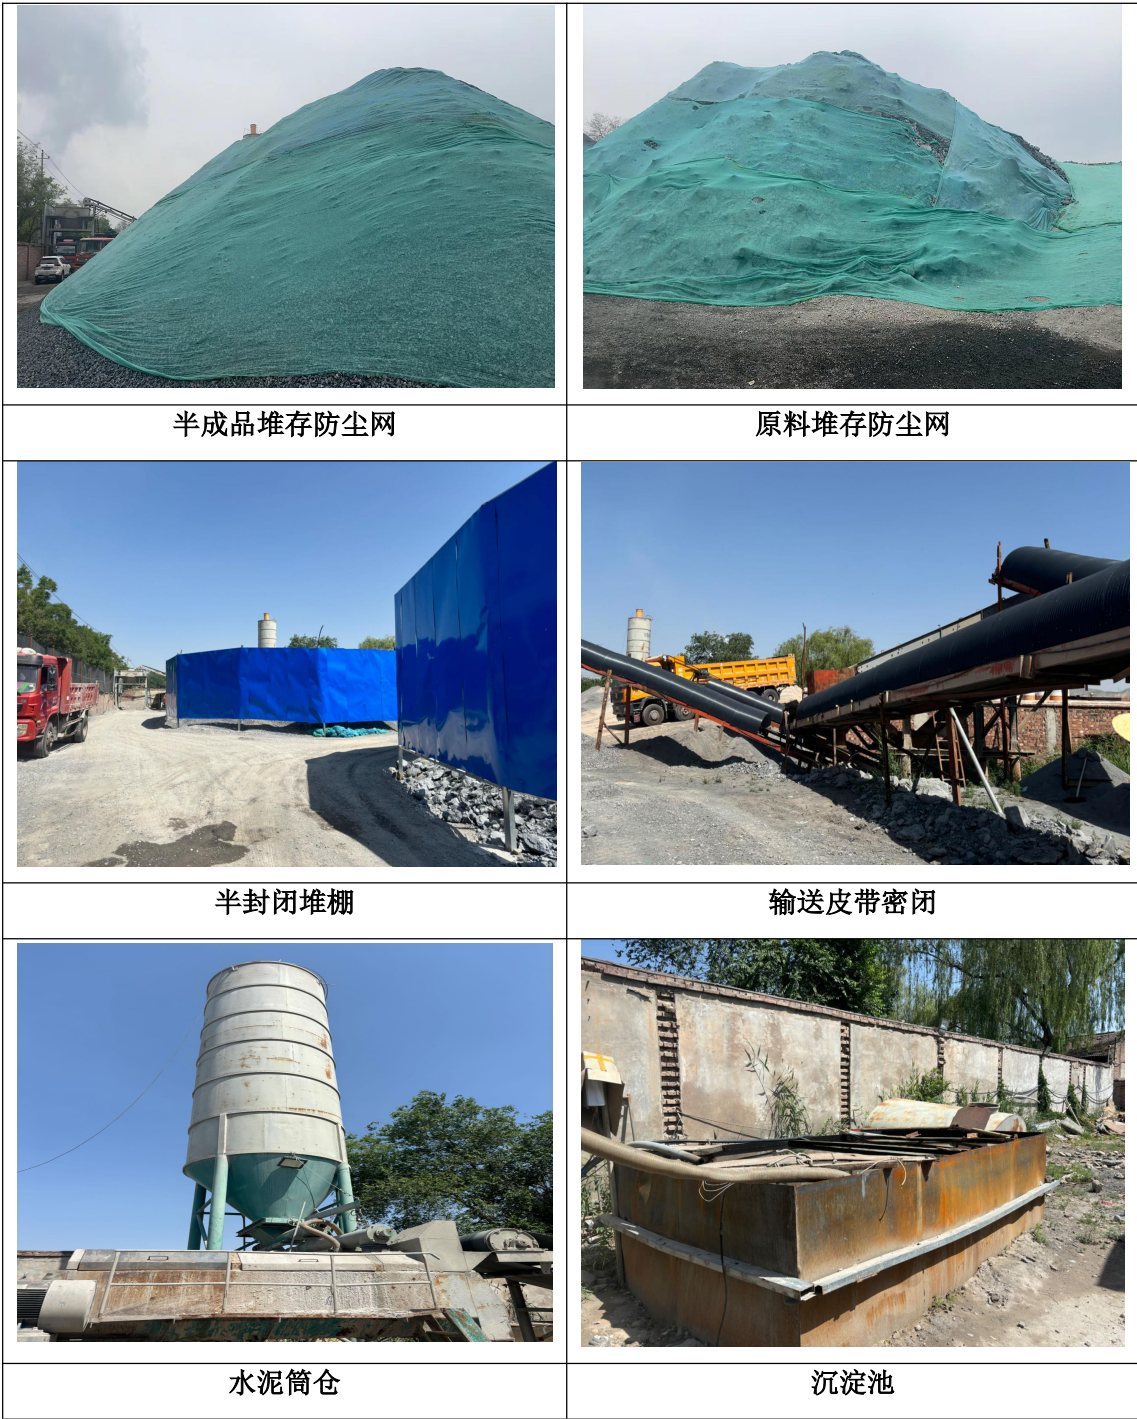 半成品堆存防尘网
原料堆存防尘网
半封闭堆棚
输送皮带密闭
水泥筒仓
沉淀池